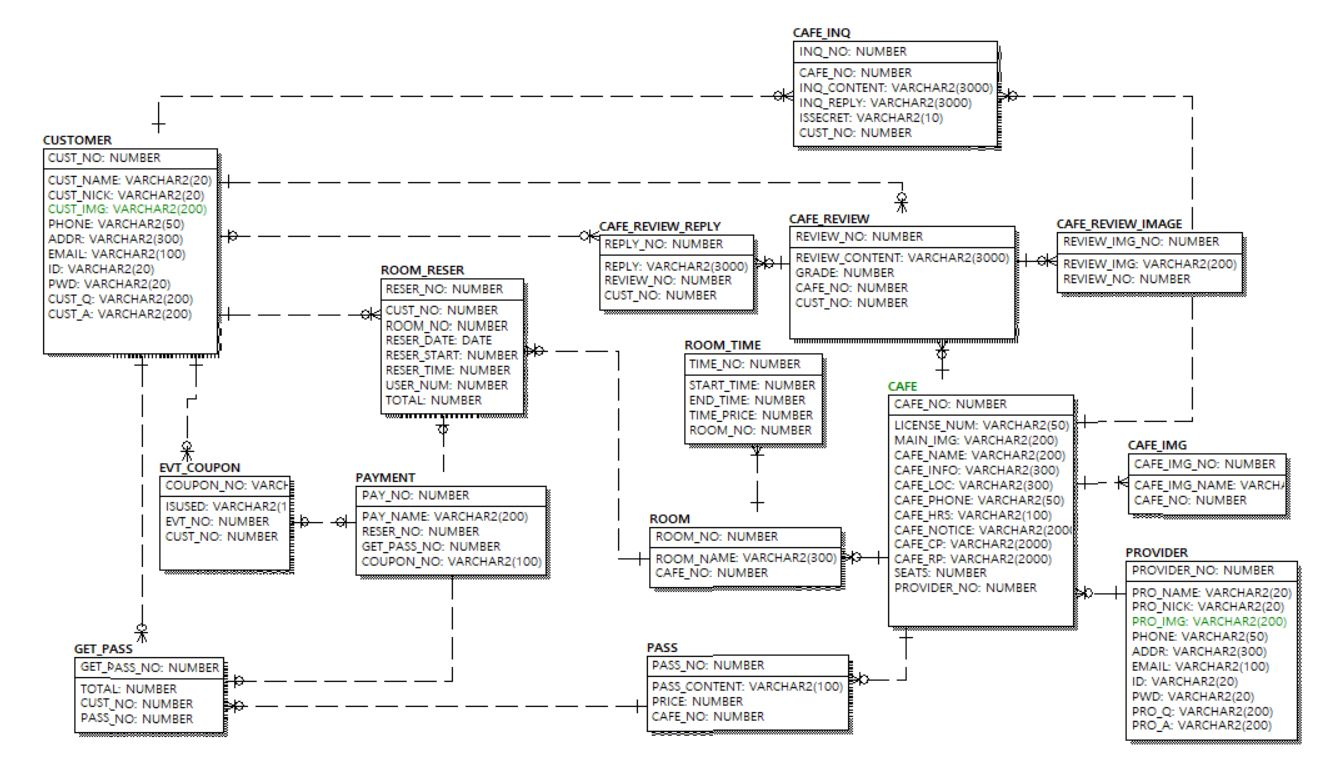 CAFE_INQ
INQ_NO: NUMBER
CAFE_NO: NUMBER
INQ_CONTENT: VARCHAR2(3000)
INQ_REPLY: VARCHAR2(3000)
ISSECRET: VARCHAR2(10)
CUST_NO: NUMBER
CUSTOMER
CUST_NO: NUMBER
CUST_NAME: VARCHAR2(20)
CUST_NICK: VARCHAR2(20)
CUST_IMG: VARCHAR2(200)
PHONE: VARCHAR2(50)
ADDR: VARCHAR2(300)
EMAIL: VARCHAR2(100)
ID: VARCHAR2(20)
PWD: VARCHAR2(20)
CUST_Q: VARCHAR2(200)
CUST_A: VARCHAR2(200)
CAFE_REVIEW_REPLY
REPLY_NO: NUMBER
REPLY: VARCHAR2(3000)
REVIEW_NO: NUMBER
CUST_NO: NUMBER
CAFE_REVIEW
REVIEW_NO: NUMBER
REVIEW_CONTENT: VARCHAR2(3000)
GRADE: NUMBER
CAFE_NO: NUMBER
CUST_NO: NUMBER
CAFE_REVIEW_IMAGE
REVIEW_IMG_NO: NUMBER
REVIEW_IMG: VARCHAR2(200)
REVIEW_NO: NUMBER
ROOM_RESER
RESER_NO: NUMBER
CUST_NO: NUMBER
ROOM_NO: NUMBER
RESER_DATE: DATE
RESER_START: NUMBER
RESER_TIME: NUMBER
USER_NUM: NUMBER
TOTAL: NUMBER
ROOM_TIME
TIME_NO: NUMBER
START_TIME: NUMBER
END_TIME: NUMBER
TIME_PRICE: NUMBER
ROOM_NO: NUMBER
CAFE
CAFE_NO: NUMBER
LICENSE_NUM: VARCHAR2(50)
MAIN_IMG: VARCHAR2(200)
CAFE_NAME: VARCHAR2(200)
CAFE_INFO: VARCHAR2(300)
CAFE_LOC: VARCHAR2(300)
CAFE_PHONE: VARCHAR2(50)
CAFE_HRS: VARCHAR2(100)
CAFE_NOTICE: VARCHAR2(200
CAFE_CP: VARCHAR2(2000)
CAFE_RP: VARCHAR2(2000)
SEATS: NUMBER
PROVIDER_NO: NUMBER
CAFE_IMG
CAFE_IMG_NO: NUMBER
CAFE_IMG_NAME: VARCHA
CAFE_NO: NUMBER
EVT_COUPON
COUPON_NO: VARCH
ISUSED: VARCHAR2(1
EVT_NO: NUMBER
CUST_NO: NUMBER
PAYMENT
PAY_NO: NUMBER
PAY_NAME: VARCHAR2(200)
RESER_NO: NUMBER
GET_PASS_NO: NUMBER
COUPON_NO: VARCHAR2(100)
ROOM
ROOM_NO: NUMBER
ROOM_NAME: VARCHAR2(300)
CAFE_NO: NUMBER
PROVIDER
PROVIDER_NO: NUMBER
PRO_NAME: VARCHAR2(20)
PRO_NICK: VARCHAR2(20)
PRO_IMG: VARCHAR2(200)
PHONE: VARCHAR2(50)
ADDR: VARCHAR2(300)
EMAIL: VARCHAR2(100)
ID: VARCHAR2(20)
PWD: VARCHAR2(20)
PRO_Q: VARCHAR2(200)
PRO_A: VARCHAR2(200)
GET_PASS
GET_PASS_NO: NUMBER
TOTAL: NUMBER
CUST_NO: NUMBER
PASS_NO: NUMBER
PASS
PASS_NO: NUMBER
PASS_CONTENT: VARCHAR2(100)
PRICE: NUMBER
CAFE_NO: NUMBER